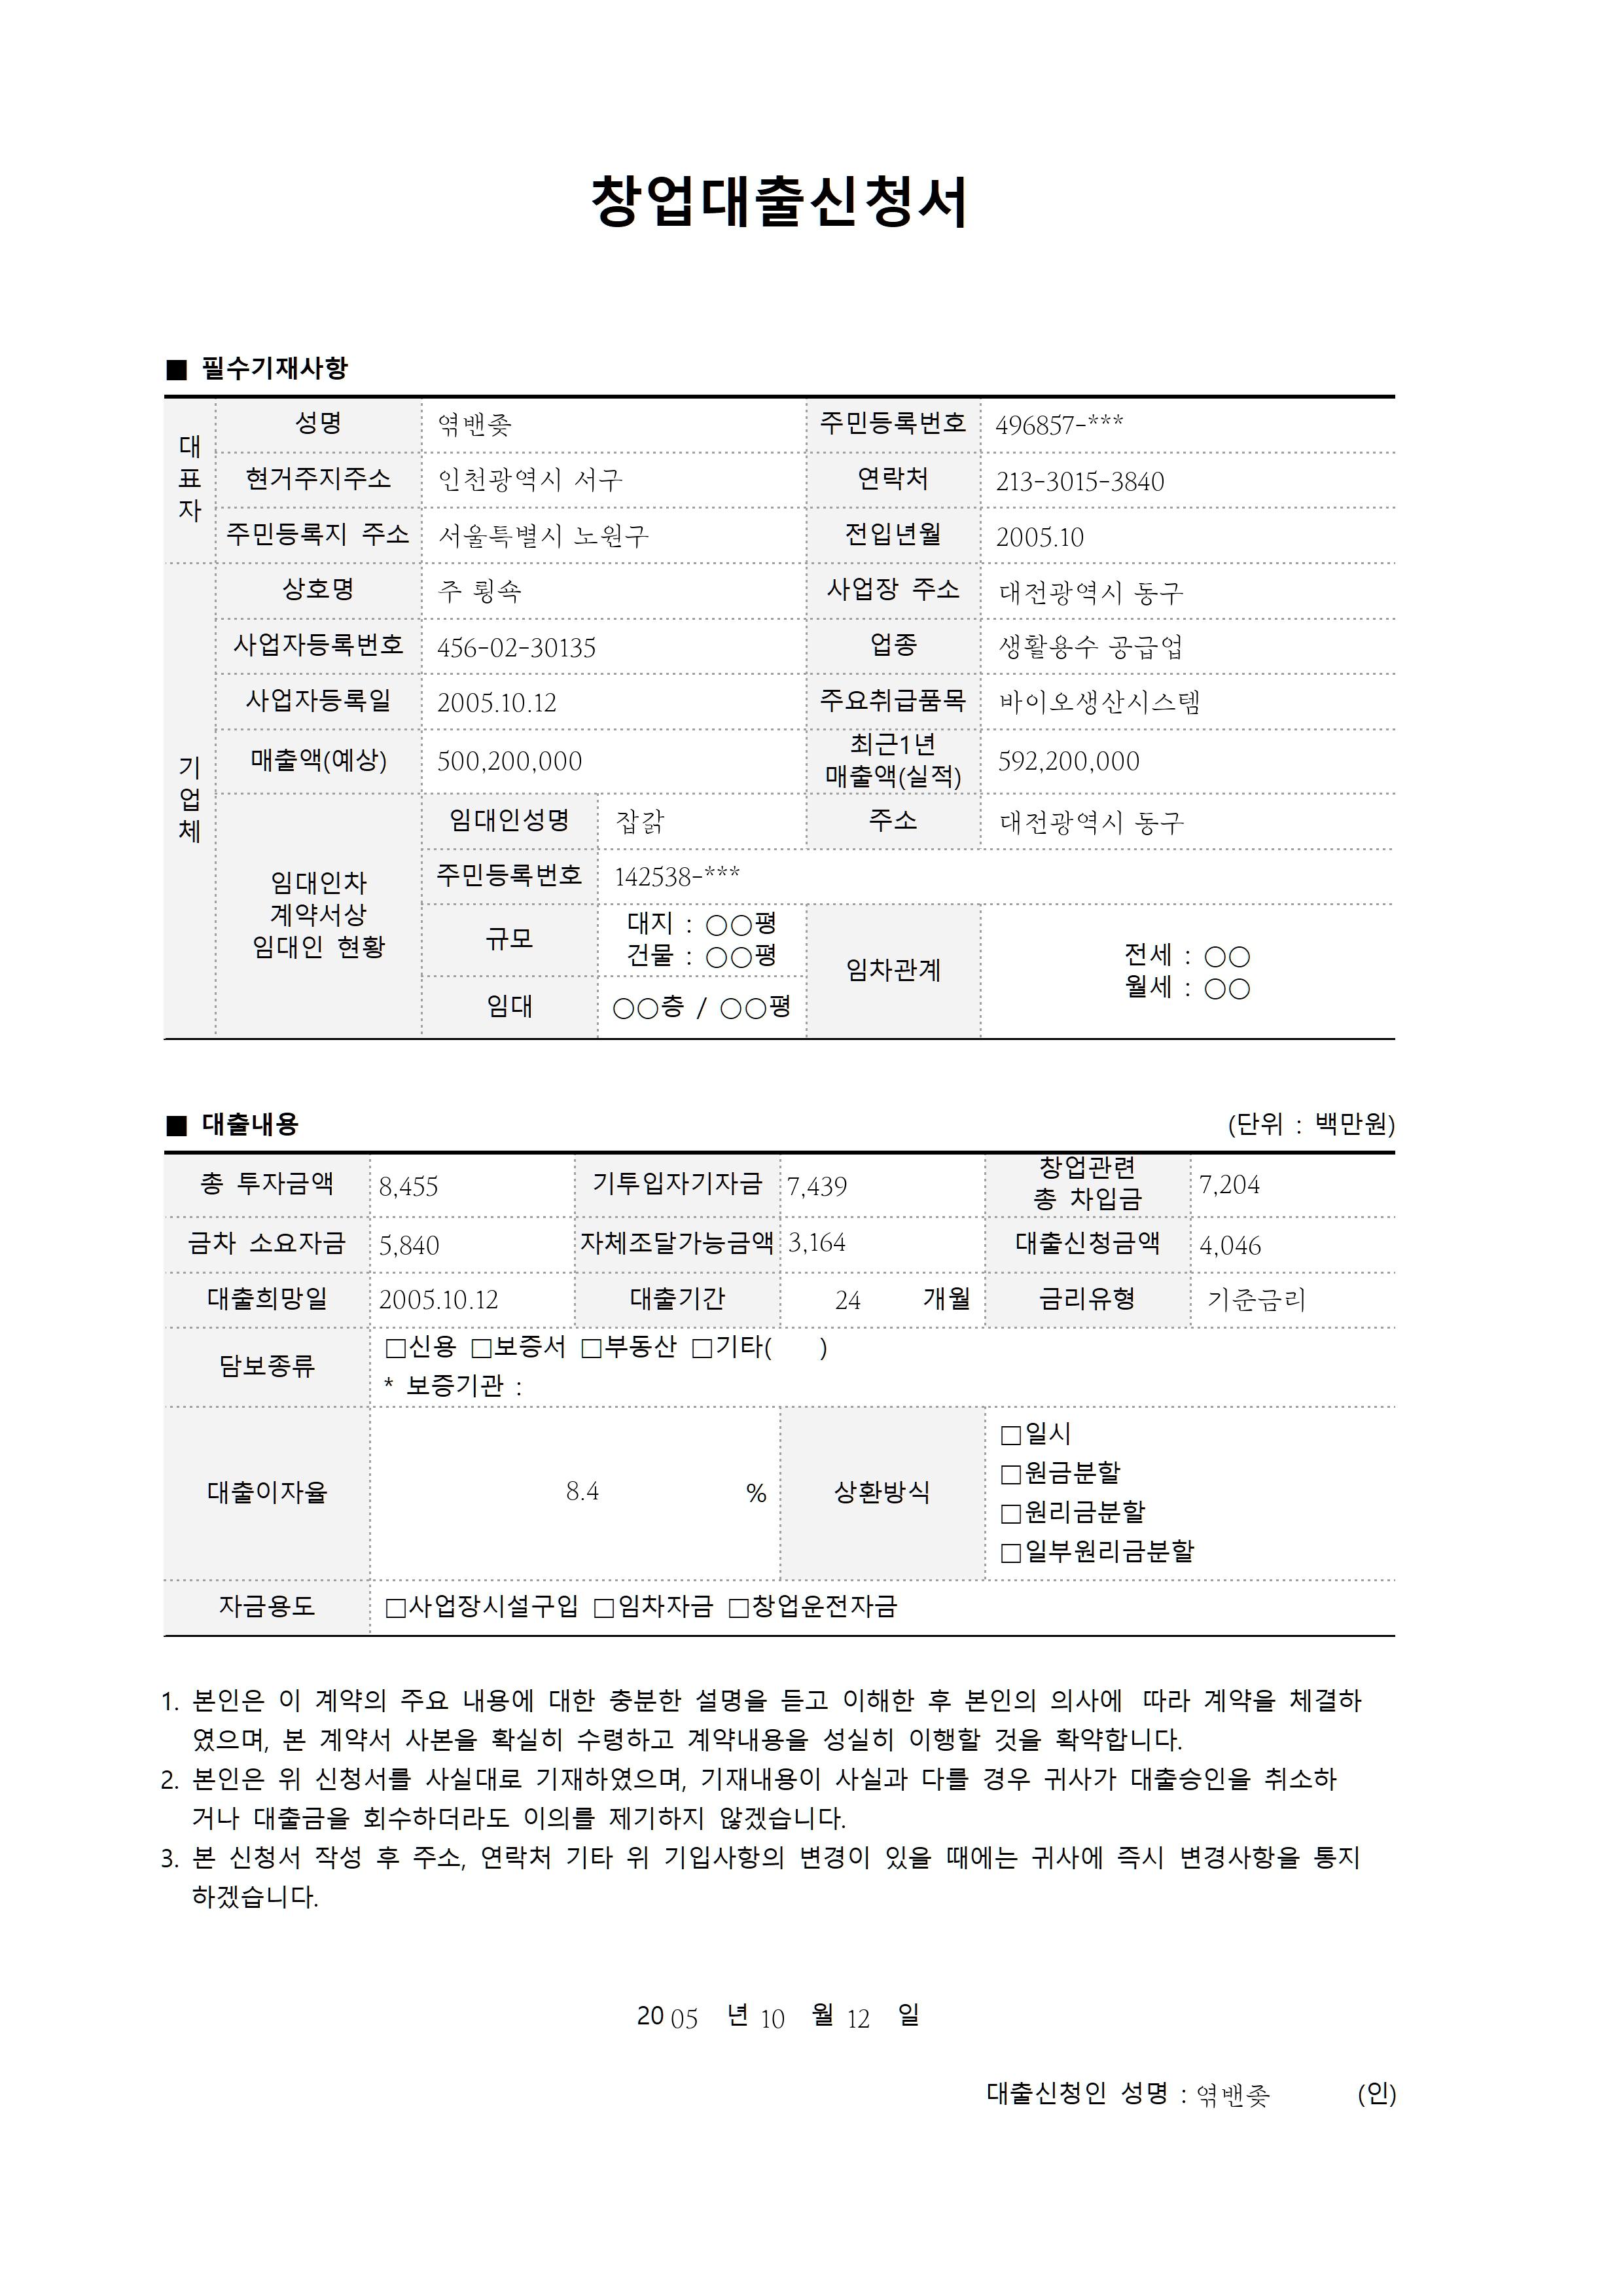 창업대출신청서
■ 필수기재사항
대표자
성명 엮밴좆 주민등록번호 496857-***
현거주지주소 인천광역시 서구 연락처 213-3015-3840
주민등록지 주소 서울특별시 노원구 전입년월 2005.10
기업체
상호명 주 룅쇽 사업장 주소 대전광역시 동구
사업자등록번호 456-02-30135 업종 생활용수 공급업
사업자등록일 2005.10.12 주요취급품목 바이오생산시스템
매출액(예상) 500,200,000 최근1년 매출액(실적) 592,200,000
임대인차
계약서상
임대인 현황
임대인성명 잡갉 주소 대전광역시 동구
주민등록번호 142538-***
규모 대지 : ○○평
건물 : ○○평
임대 ○○층 / ○○평
임차관계 전세 : ○○
월세 : ○○
■ 대출내용 (단위 : 백만원)
총 투자금액 8,455 기투입자기자금 7,439 창업관련 총 차입금 7,204
금차 소요자금 5,840 자체조달가능금액 3,164 대출신청금액 4,046
대출희망일 2005.10.12 대출기간 24 개월 금리유형 기준금리
담보종류 □신용 □보증서 □부동산 □기타( )
* 보증기관 :
대출이자율 8.4 % 상환방식
□일시
□원금분할
□원리금분할
□일부원리금분할
자금용도 □사업장시설구입 □임차자금 □창업운전자금
1. 본인은 이 계약의 주요 내용에 대한 충분한 설명을 듣고 이해한 후 본인의 의사에 따라 계약을 체결하
였으며, 본 계약서 사본을 확실히 수령하고 계약내용을 성실히 이행할 것을 확약합니다.
2. 본인은 위 신청서를 사실대로 기재하였으며, 기재내용이 사실과 다를 경우 귀사가 대출승인을 취소하
거나 대출금을 회수하더라도 이의를 제기하지 않겠습니다.
3. 본 신청서 작성 후 주소, 연락처 기타 위 기입사항의 변경이 있을 때에는 귀사에 즉시 변경사항을 통지
하겠습니다.
20 05 년 10 월 12 일
대출신청인 성명 : 엮밴좆 (인)